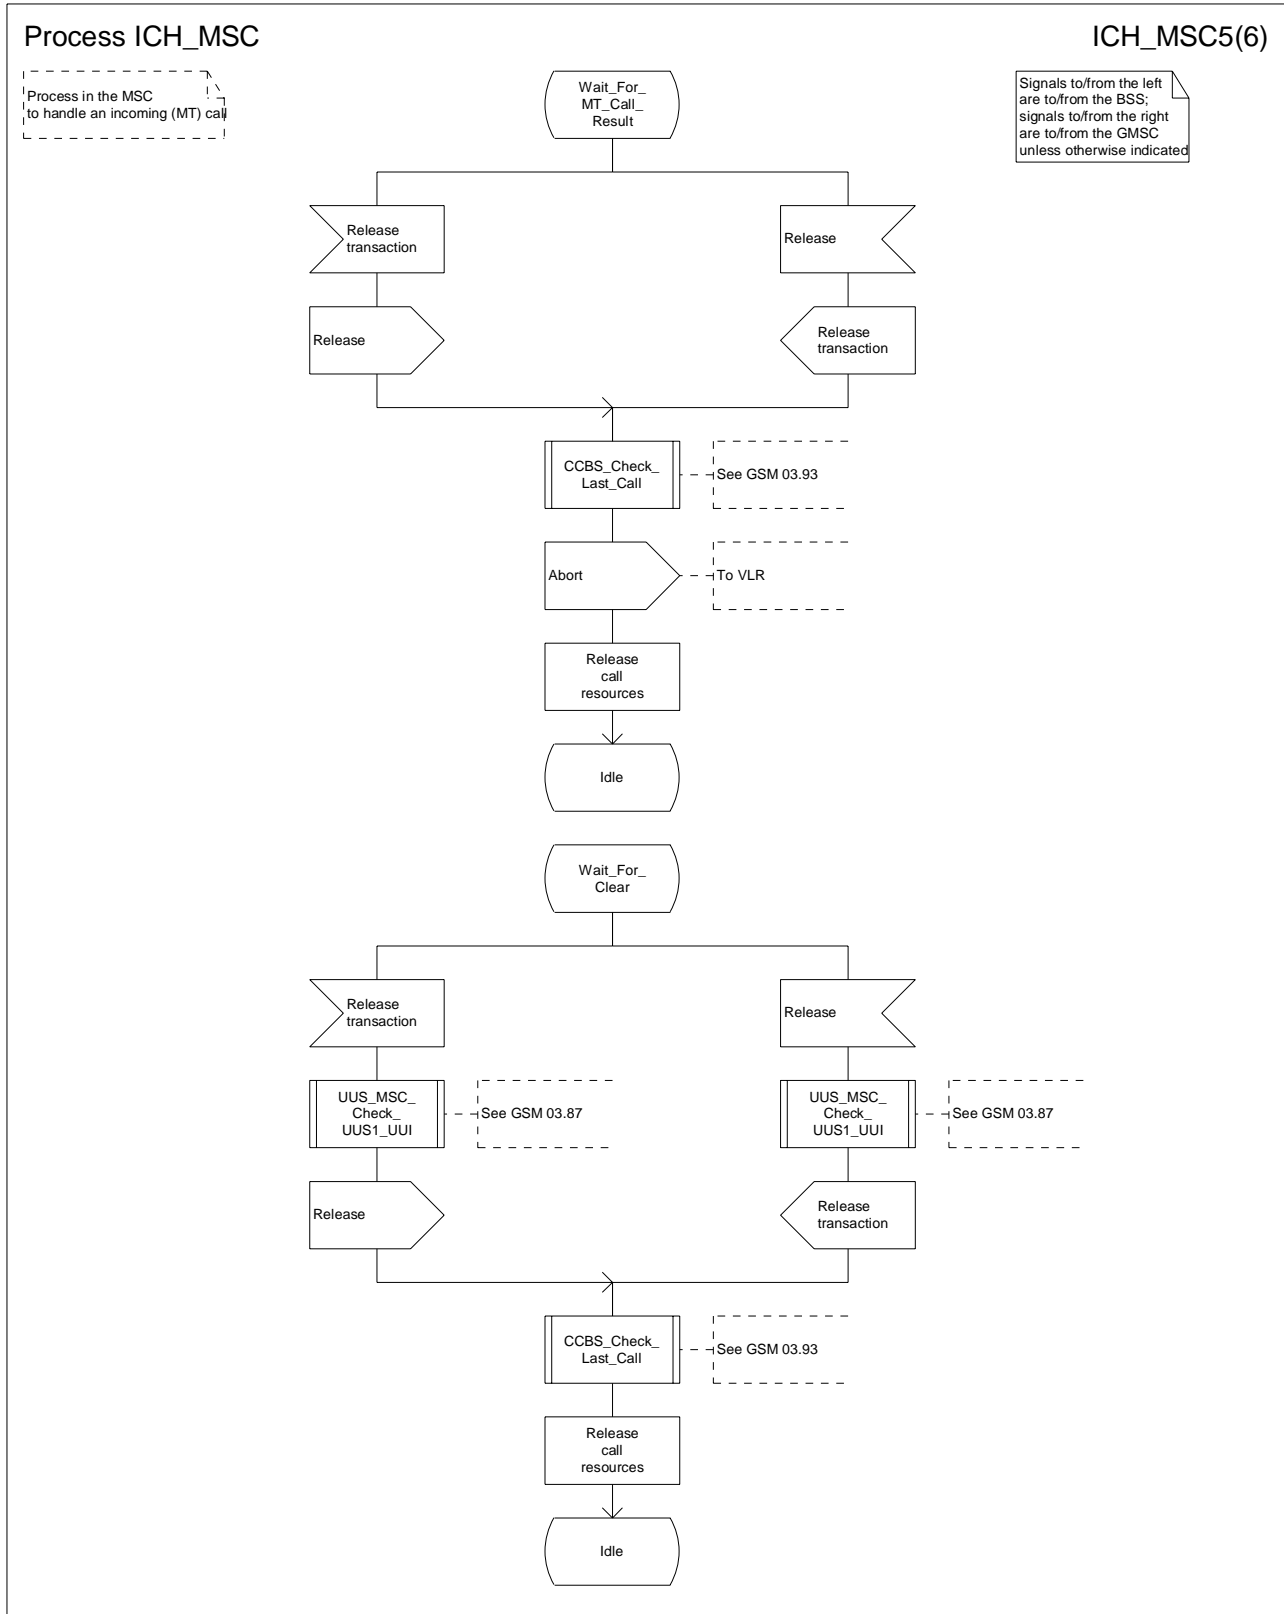 Process ICH_MSC
ICH_MSC5(6)
Process in the MSC
to handle an incoming (MT) call
Signals to/from the left
are to/from the BSS;
signals to/from the right
are to/from the GMSC
unless otherwise indicated
Wait_For_
MT_Call_
Result
Release
transaction
Release
Release
Release
transaction
CCBS_Check_
Last_Call
See GSM 03.93
Abort
To VLR
Release
call
resources
Idle
Wait_For_
Clear
Release
transaction
Release
UUS_MSC_
Check_
UUS1_UUI
See GSM 03.87
UUS_MSC_
Check_
UUS1_UUI
See GSM 03.87
Release
Release
transaction
CCBS_Check_
Last_Call
See GSM 03.93
Release
call
resources
Idle